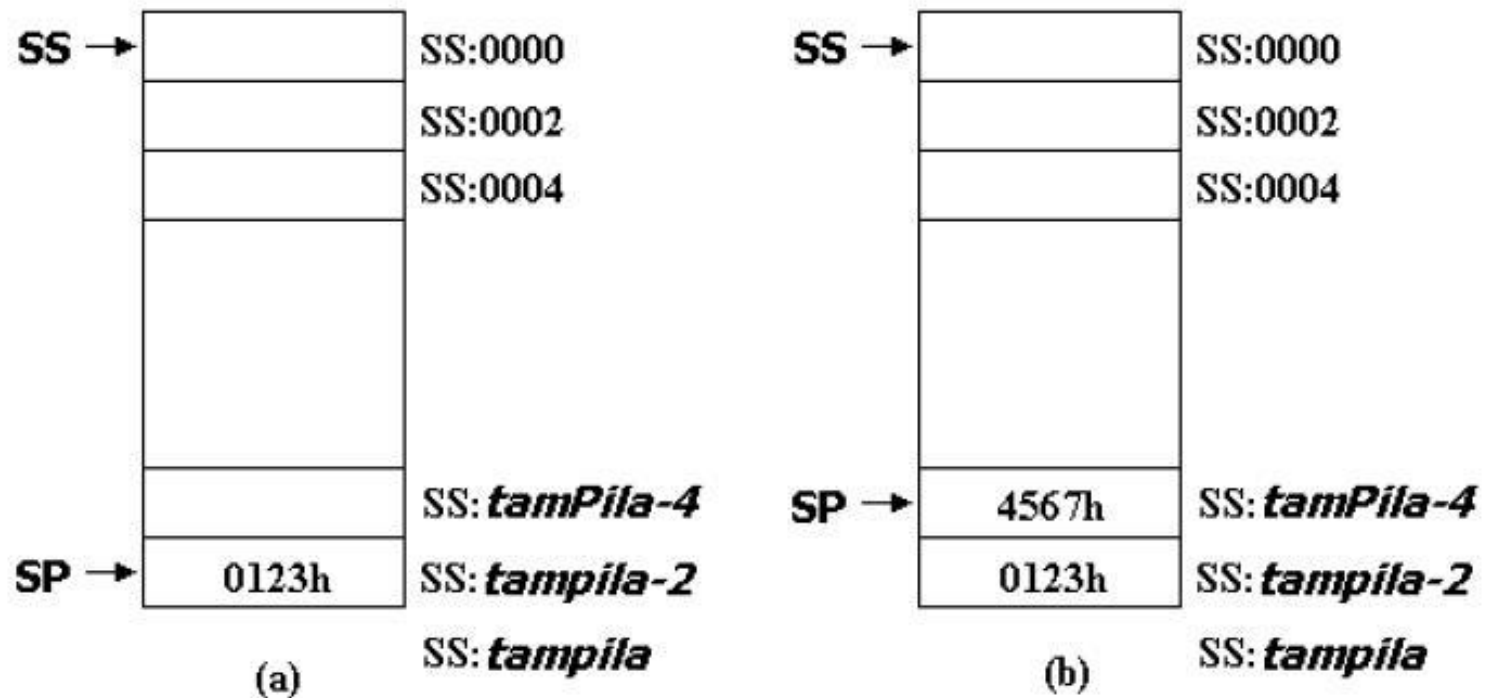 SS SS:0000
SS:0002
SS:0004
SS:tamPila-4
SP 0123h SS:tampila-2
SS:tampila
(a)
SS SS:0000
SS:0002
SS:0004
SP 4567h SS:tamPila-4
0123h SS:tampila-2
SS:tampila
(b)